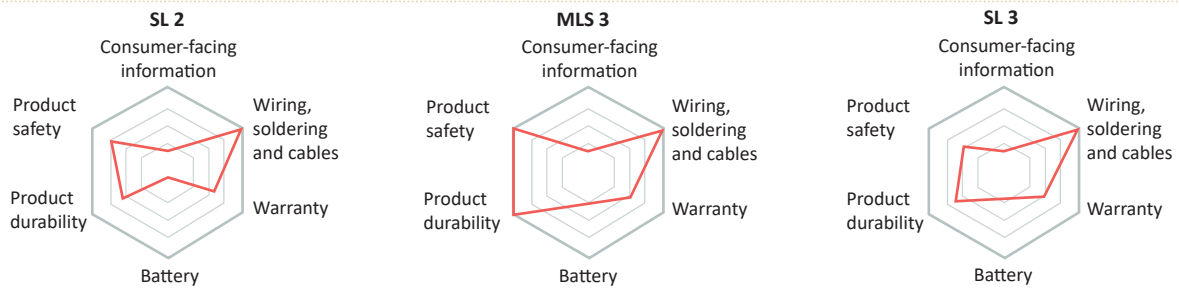 SL 2
Consumer-facing
information
Product
safety
Wiring,
soldering
and cables
Product
durability
Warranty
Battery
MLS 3
Consumer-facing
information
Product
safety
Wiring,
soldering
and cables
Product
durability
Warranty
Battery
SL 3
Consumer-facing
information
Product
safety
Wiring,
soldering
and cables
Product
durability
Warranty
Battery